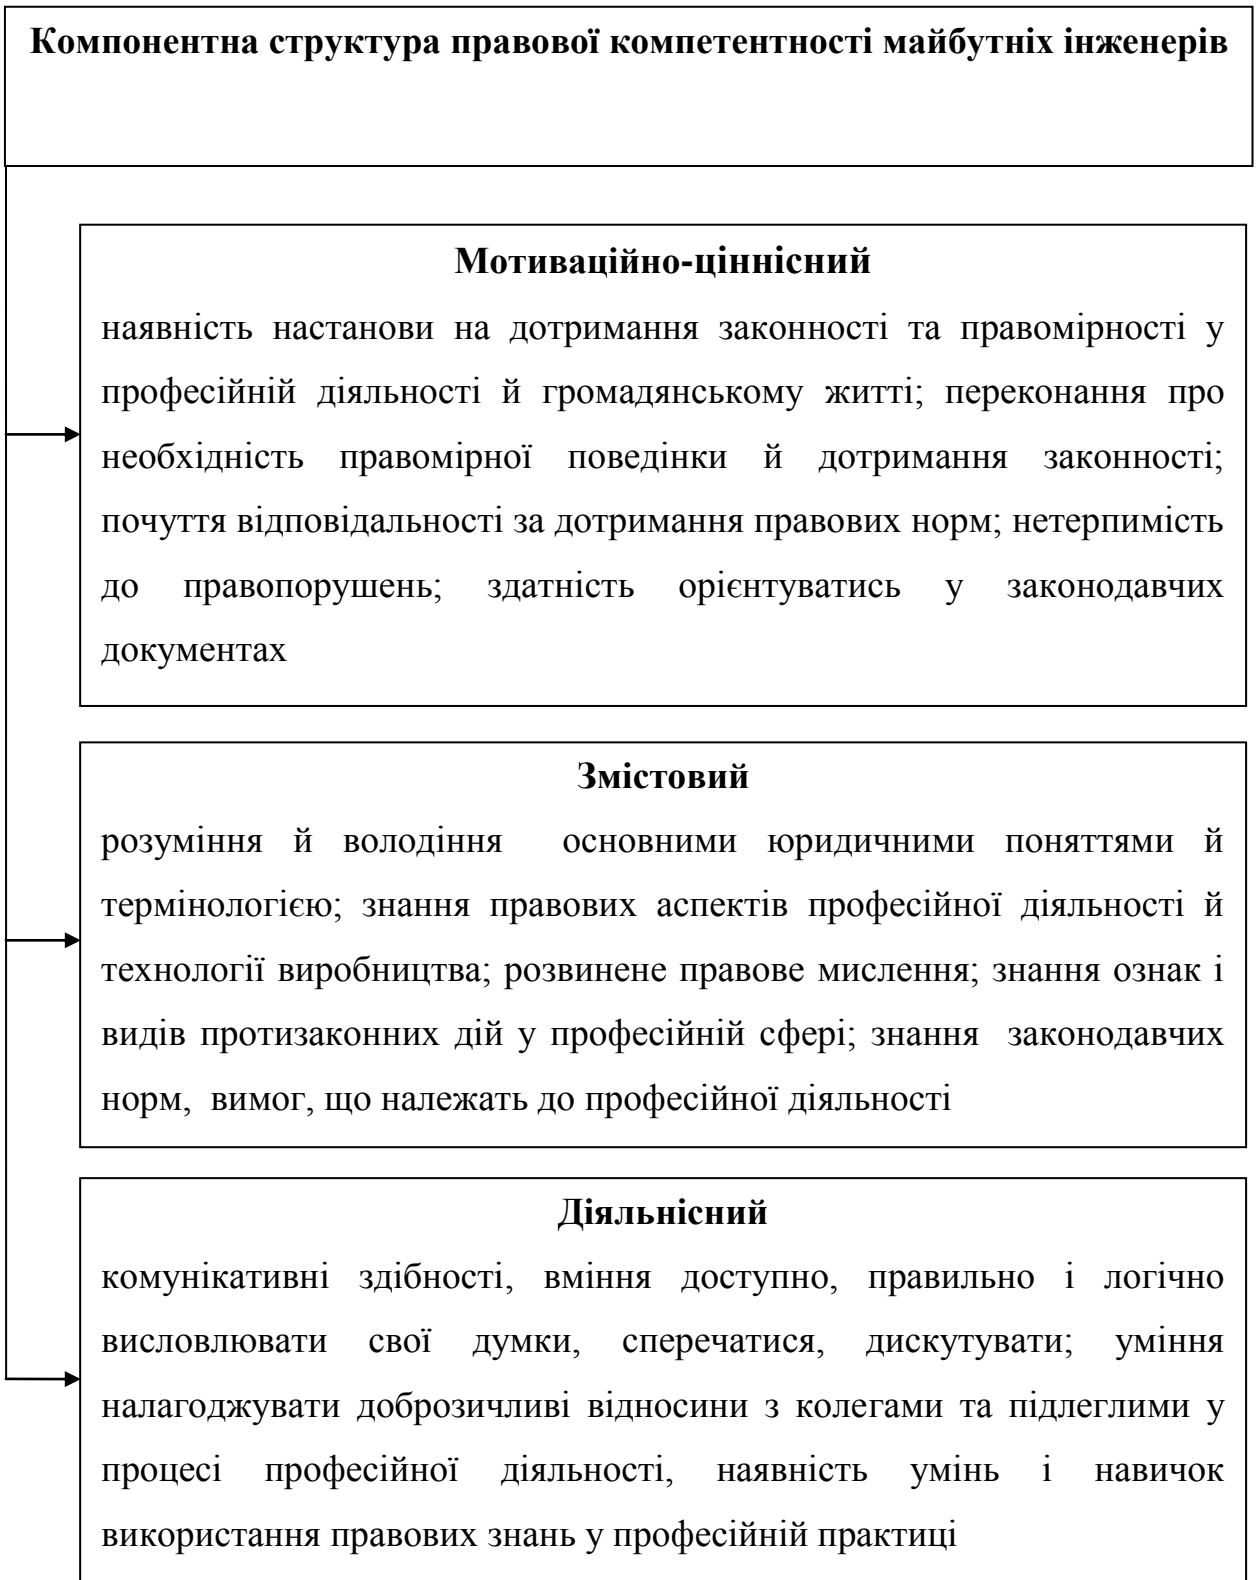 Компонентна структура правової компетентності майбутніх інженерів
Мотиваційно-ціннісний
наявність настанови на дотримання законності та правомірності у
професійній діяльності й громадянському житті; переконання про
необхідність правомірної поведінки й дотримання законності;
почуття відповідальності за дотримання правових норм; нетерпимість
до правопорушень; здатність орієнтуватись у законодавчих
документах
Змістовий
розуміння й володіння основними юридичними поняттями й
термінологією; знання правових аспектів професійної діяльності й
технології виробництва; розвинене правове мислення; знання ознак і
видів протизаконних дій у професійній сфері; знання законодавчих
норм, вимог, що належать до професійної діяльності
Діяльнісний
комунікативні здібності, вміння доступно, правильно і логічно
висловлювати свої думки, сперечатися, дискутувати; уміння
налагоджувати доброзичливі відносини з колегами та підлеглими у
процесі професійної діяльності, наявність умінь і навичок
використання правових знань у професійній практиці